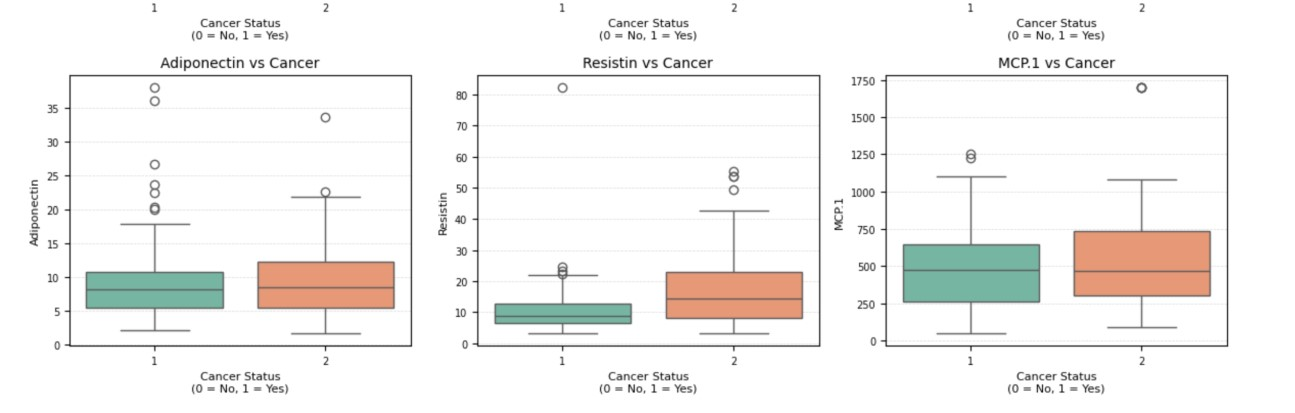 1 2 1 2 1 2
Cancer Status Cancer Status Cancer Status
(0 = No, 1 = Yes) (0 = No, 1 = Yes) (0 = No, 1 = Yes)
Adiponectin vs Cancer
Adiponectin
35
30
25
20
15
10
5
0
1 2
Cancer Status
(0 = No, 1 = Yes)
Resistin vs Cancer
Resistin
80
70
60
50
40
30
20
10
0
1 2
Cancer Status
(0 = No, 1 = Yes)
MCP.1 vs Cancer
MCP.1
1750
1500
1250
1000
750
500
250
0
1 2
Cancer Status
(0 = No, 1 = Yes)